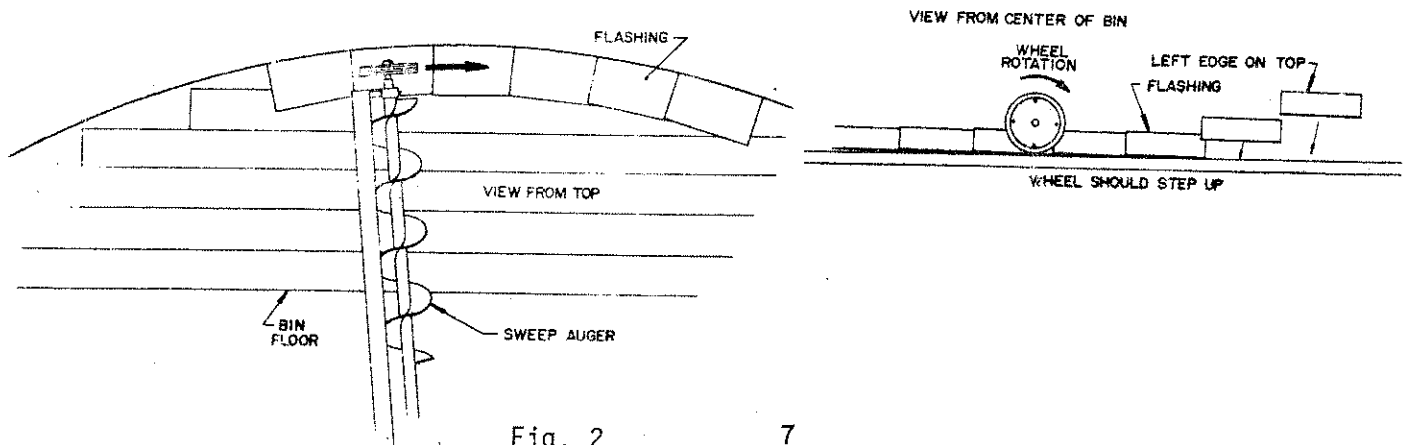 FLASHING
VIEW FROM TOP
BIN
FLOOR
SWEEP AUGER
VIEW FROM CENTER OF BIN
WHEEL
ROTATION
LEFT EDGE ON TOP
FLASHING
WHEEL SHOULD STEP UP
Fig. 2
7